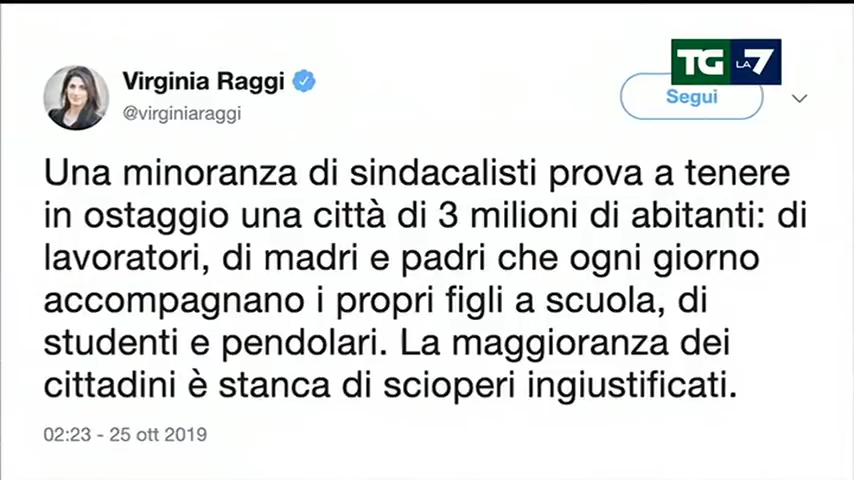 TG LA 7
Virginia Raggi
@virginiaraggi
Segui
Una minoranza di sindacalisti prova a tenere
in ostaggio una città di 3 milioni di abitanti: di
lavoratori, di madri e padri che ogni giorno
accompagnano i propri figli a scuola, di
studenti e pendolari. La maggioranza dei
cittadini è stanca di scioperi ingiustificati.
02:23 - 25 ott 2019